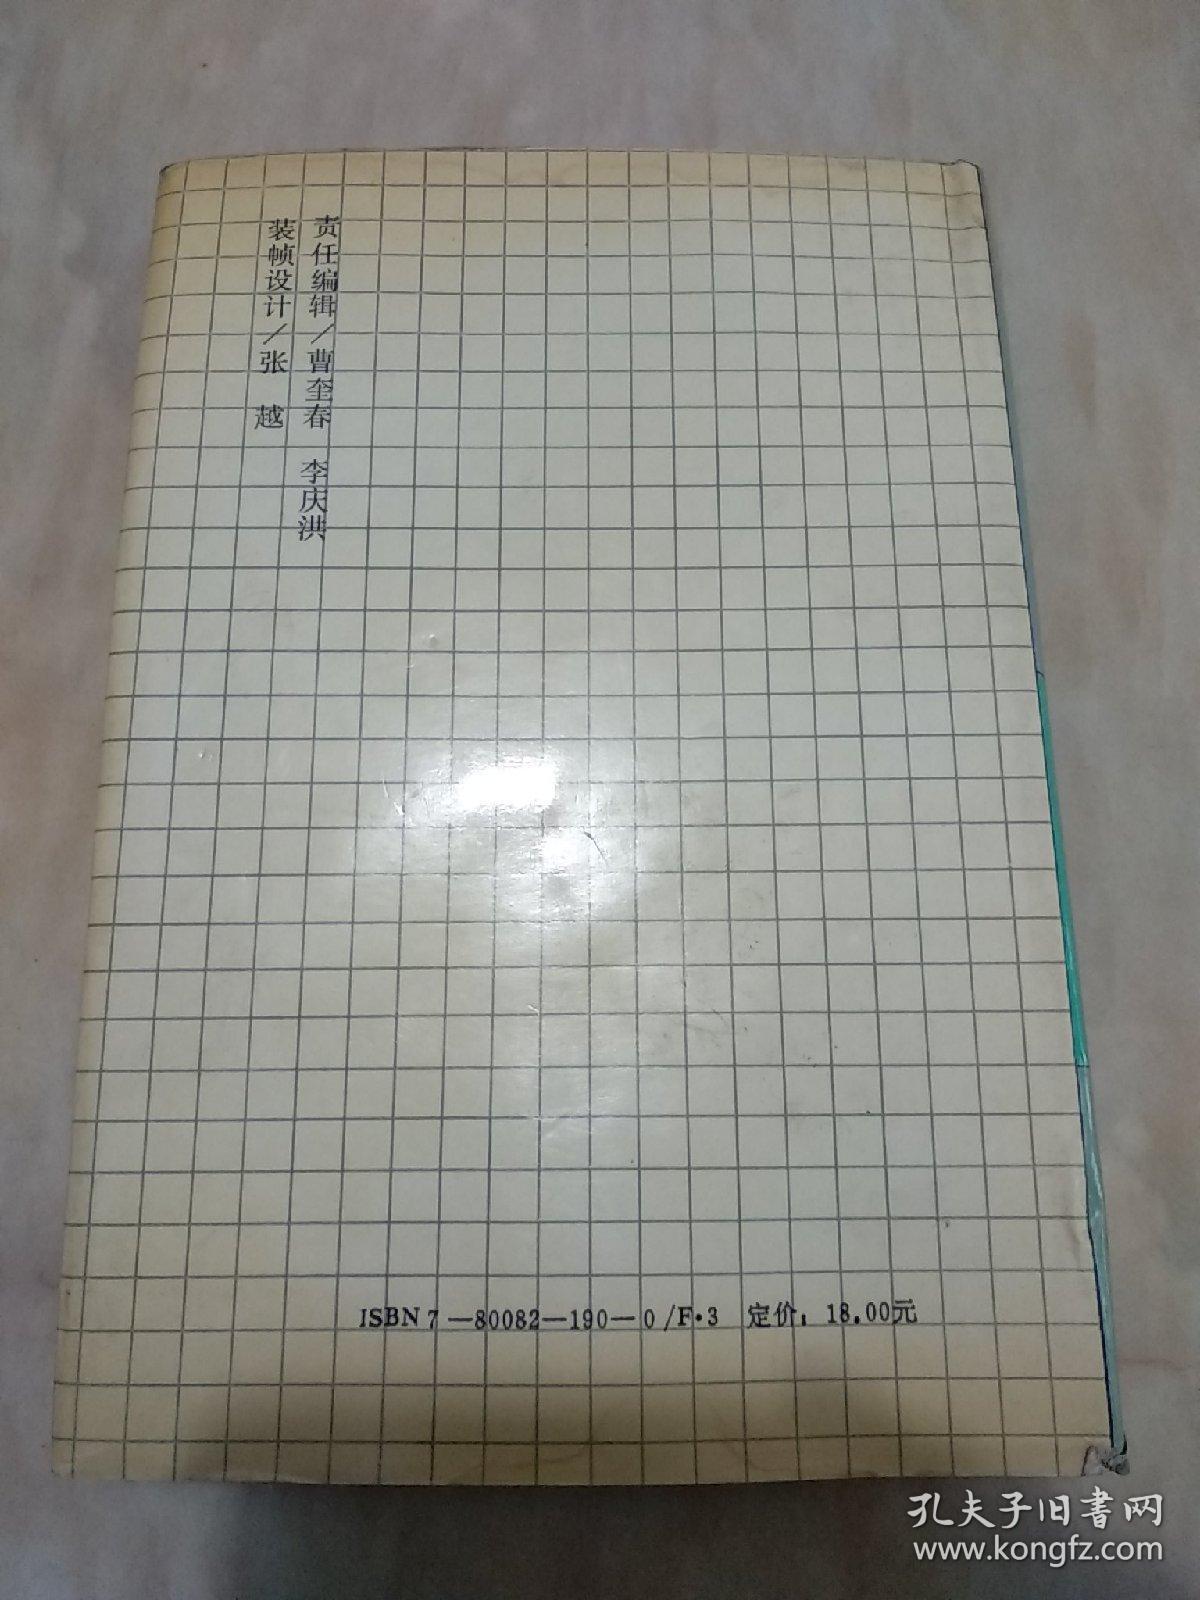 责任编辑/曹奎春 李庆洪
装帧设计/张 越
ISBN 7—80082—190—0/F·3 定价：18.00元
孔夫子旧书网
www.kongfz.com